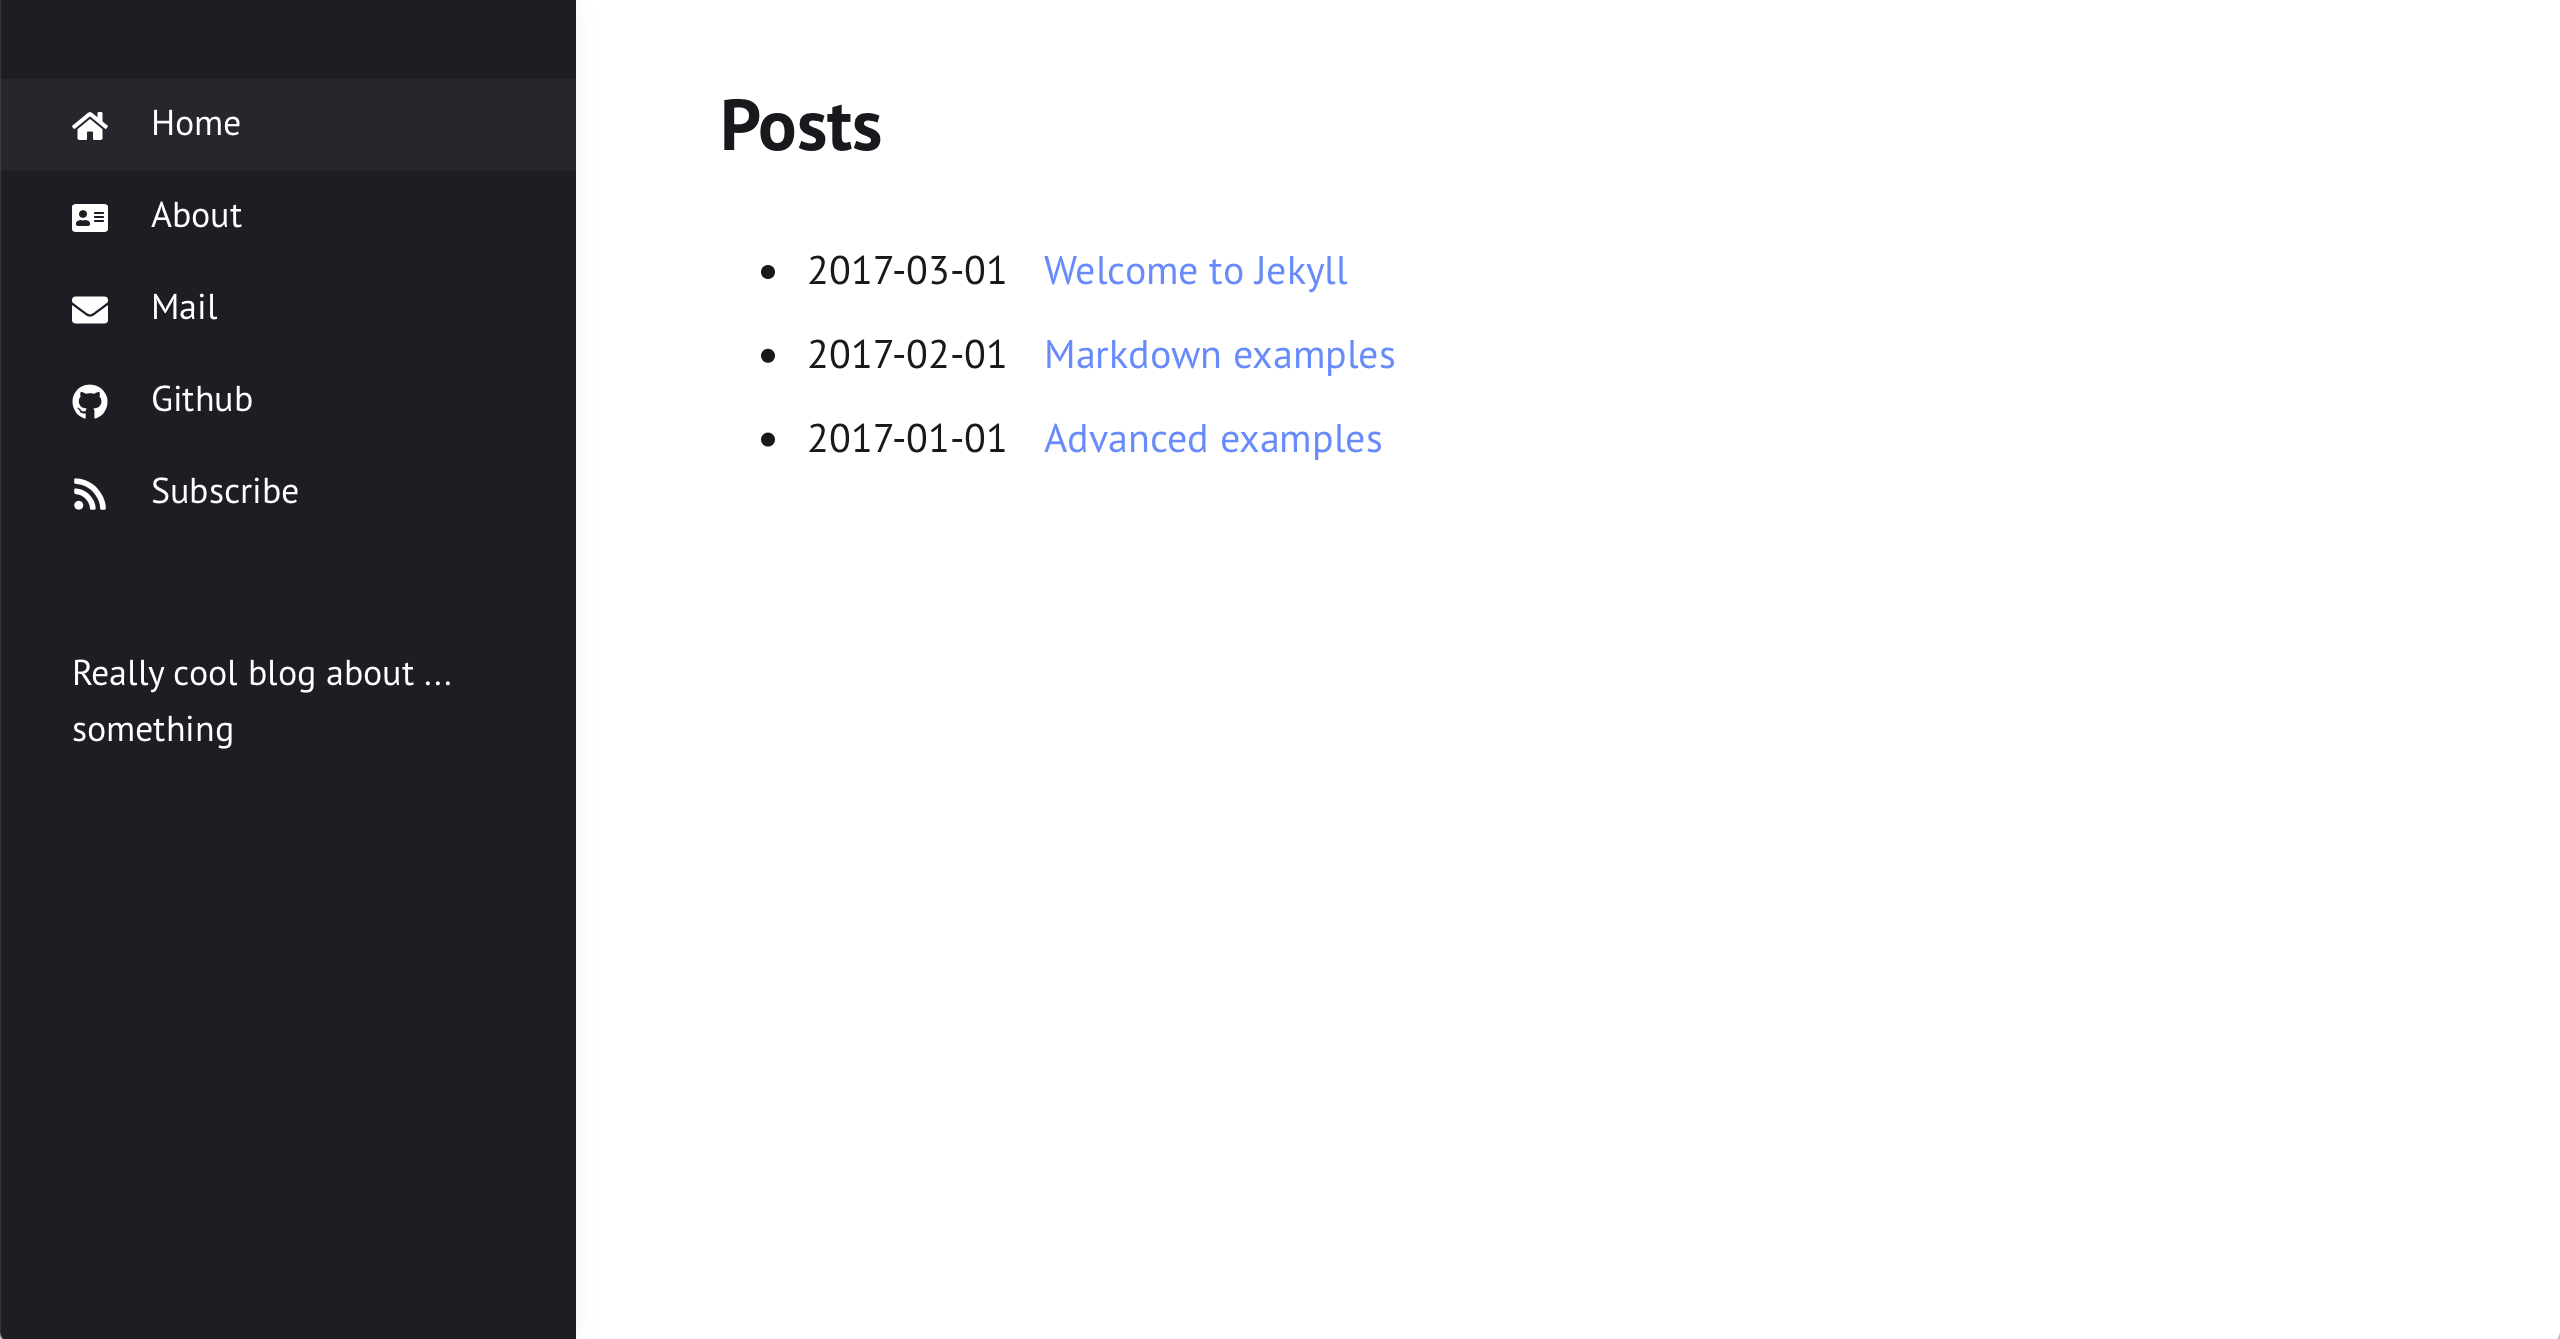 Home
About
Mail
Github
Subscribe
Really cool blog about ...
something
Posts
2017-03-01 Welcome to Jekyll
2017-02-01 Markdown examples
2017-01-01 Advanced examples